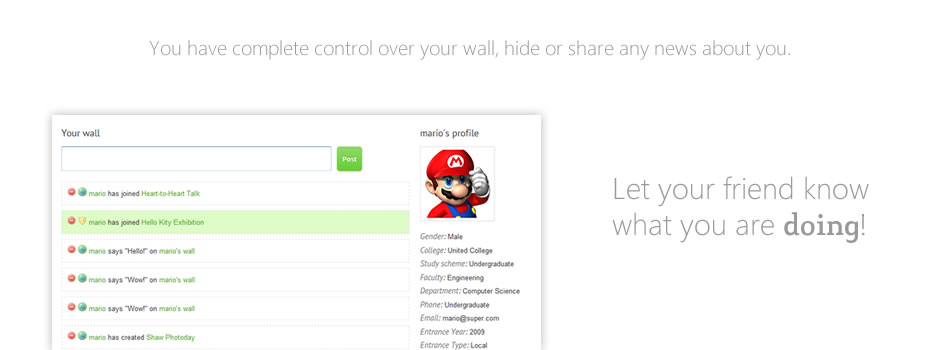 You have complete control over your wall, hide or share any news about you.
Your wall
Post
mario has joined Heart-to-Heart Talk
mario has joined Hello Kity Exhibition
mario says "Hello!" on mario's wall
mario says "Wow!" on mario's wall
mario says "Wow!" on mario's wall
mario has created Shaw Photoday
mario's profile
M
Gender: Male
College: United College
Study scheme: Undergraduate
Faculty: Engineering
Department: Computer Science
Phone: Undergraduate
Email: mario@super.com
Entrance Year: 2009
Entrance Type: Local
Let your friend know
what you are doing!